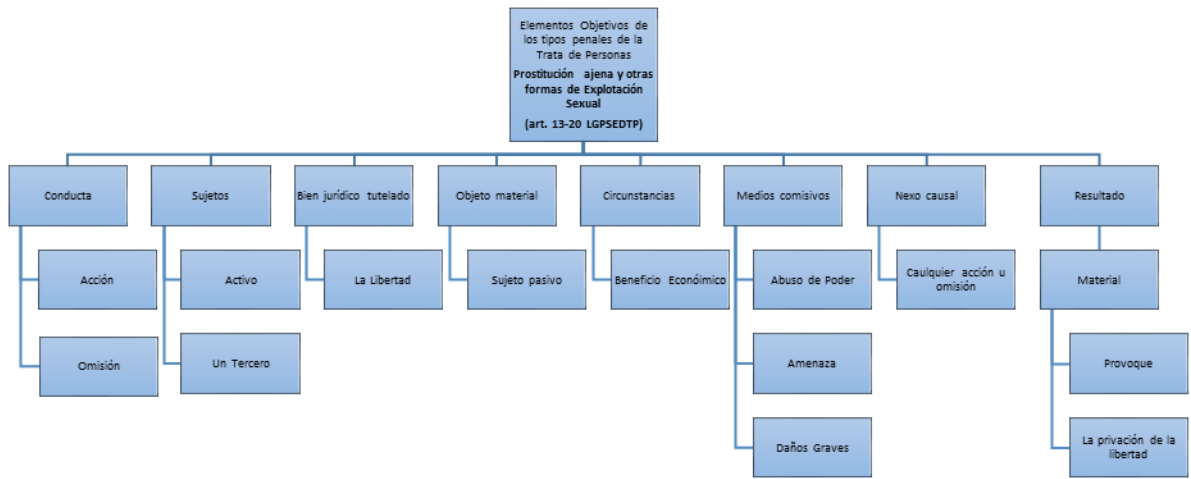 Elementos Objetivos de
los tipos penales de la
Trata de Personas
Prostitución ajena y otras
formas de Explotación
Sexual
(art. 13-20 LGPSEDTP)
Conducta
Sujetos
Bien jurídico tutelado
Objeto material
Circunstancias
Medios comisivos
Nexo causal
Resultado
Acción
Activo
La Libertad
Sujeto pasivo
Beneficio Económico
Abuso de Poder
Caulquier acción u
omisión
Material
Omisión
Un Tercero
Amenaza
Provoque
Daños Graves
La privación de la
libertad